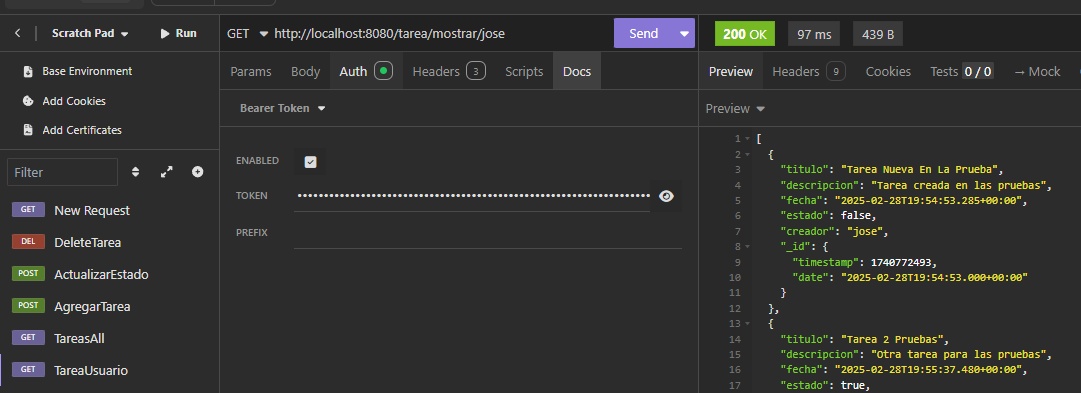 Scratch Pad
Run
GET http://localhost:8080/tarea/mostrar/jose
Send
200 OK
97 ms
439 B
Base Environment
Add Cookies
Add Certificates
Params
Body
Auth
Headers 3
Scripts
Docs
Preview
Headers 9
Cookies
Tests 0 / 0
→ Mock
Bearer Token
Preview
ENABLED
TOKEN
PREFIX
Filter
GET New Request
DEL DeleteTarea
POST ActualizarEstado
POST AgregarTarea
GET TareasAll
GET TareaUsuario
1 [
2 {
3 "titulo": "Tarea Nueva En La Prueba",
4 "descripcion": "Tarea creada en las pruebas",
5 "fecha": "2025-02-28T19:54:53.285+00:00",
6 "estado": false,
7 "creador": "jose",
8 "_id": {
9 "timestamp": 1740772493,
10 "date": "2025-02-28T19:54:53.000+00:00"
11 }
12 },
13 {
14 "titulo": "Tarea 2 Pruebas",
15 "descripcion": "Otra tarea para las pruebas",
16 "fecha": "2025-02-28T19:55:37.480+00:00",
17 "estado": true,